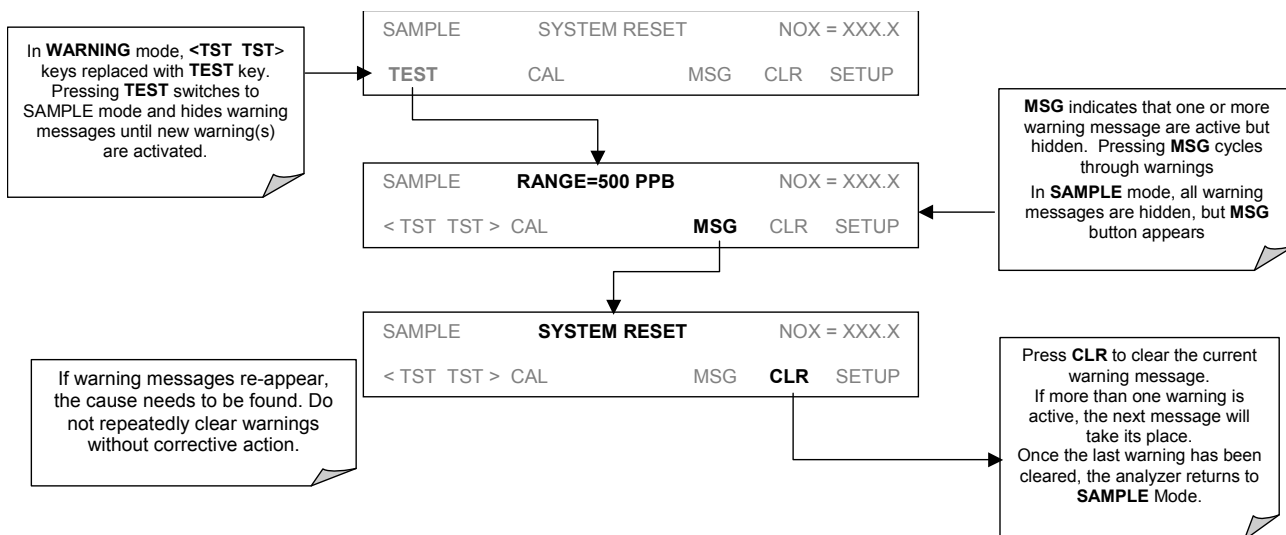 In WARNING mode, <TST TST>
keys replaced with TEST key.
Pressing TEST switches to
SAMPLE mode and hides warning
messages until new warning(s)
are activated.
SAMPLE SYSTEM RESET NOX = XXX.X
TEST CAL MSG CLR SETUP
MSG indicates that one or more
warning message are active but
hidden. Pressing MSG cycles
through warnings
In SAMPLE mode, all warning
messages are hidden, but MSG
button appears
SAMPLE RANGE=500 PPB NOX = XXX.X
< TST TST > CAL MSG CLR SETUP
SAMPLE SYSTEM RESET NOX = XXX.X
< TST TST > CAL MSG CLR SETUP
If warning messages re-appear,
the cause needs to be found. Do
not repeatedly clear warnings
without corrective action.
Press CLR to clear the current
warning message.
If more than one warning is
active, the next message will
take its place.
Once the last warning has been
cleared, the analyzer returns to
SAMPLE Mode.